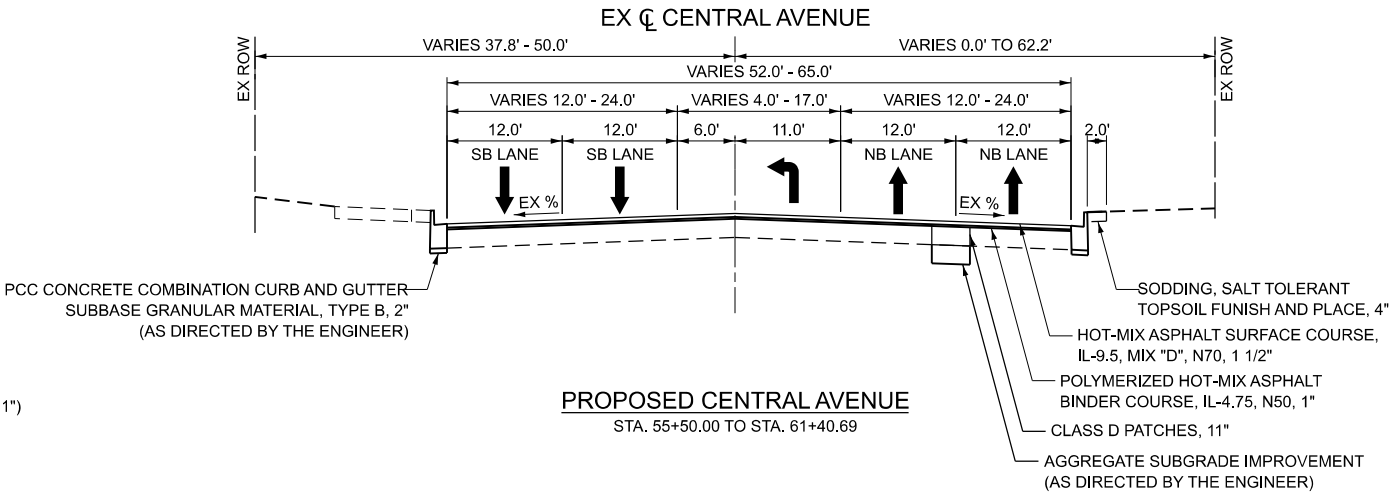 EX ℄ CENTRAL AVENUE
VARIES 37.8' - 50.0'
VARIES 0.0' TO 62.2'
EX ROW
EX ROW
VARIES 52.0' - 65.0'
VARIES 12.0' - 24.0'
VARIES 4.0' - 17.0'
VARIES 12.0' - 24.0'
12.0'
12.0'
6.0'
11.0'
12.0'
12.0'
2.0'
SB LANE
SB LANE
NB LANE
NB LANE
EX %
EX %
PCC CONCRETE COMBINATION CURB AND GUTTER
SUBBASE GRANULAR MATERIAL, TYPE B, 2"
(AS DIRECTED BY THE ENGINEER)
SODDING, SALT TOLERANT
TOPSOIL FUNISH AND PLACE, 4"
HOT-MIX ASPHALT SURFACE COURSE,
IL-9.5, MIX "D", N70, 1 1/2"
POLYMERIZED HOT-MIX ASPHALT
BINDER COURSE, IL-4.75, N50, 1"
CLASS D PATCHES, 11"
AGGREGATE SUBGRADE IMPROVEMENT
(AS DIRECTED BY THE ENGINEER)
1")
PROPOSED CENTRAL AVENUE
STA. 55+50.00 TO STA. 61+40.69